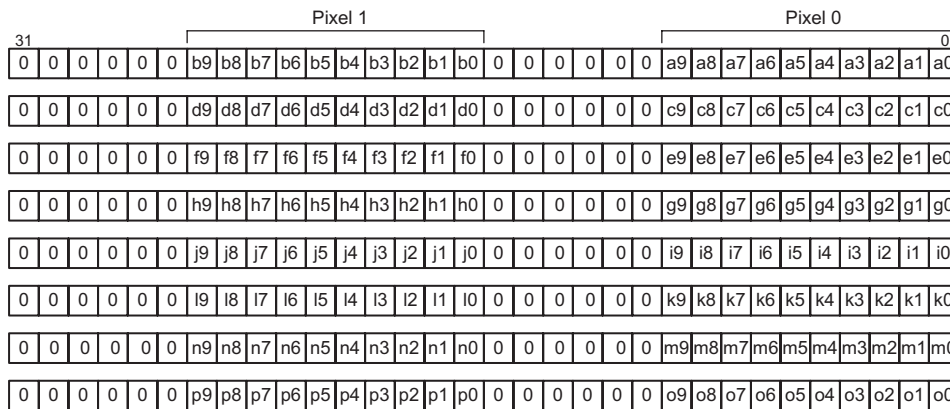 Pixel 1 Pixel 0
31 0
0 0 0 0 0 0 b9 b8 b7 b6 b5 b4 b3 b2 b1 b0 0 0 0 0 0 0 a9 a8 a7 a6 a5 a4 a3 a2 a1 a0
0 0 0 0 0 0 d9 d8 d7 d6 d5 d4 d3 d2 d1 d0 0 0 0 0 0 0 c9 c8 c7 c6 c5 c4 c3 c2 c1 c0
0 0 0 0 0 0 f9 f8 f7 f6 f5 f4 f3 f2 f1 f0 0 0 0 0 0 0 e9 e8 e7 e6 e5 e4 e3 e2 e1 e0
0 0 0 0 0 0 h9 h8 h7 h6 h5 h4 h3 h2 h1 h0 0 0 0 0 0 0 g9 g8 g7 g6 g5 g4 g3 g2 g1 g0
0 0 0 0 0 0 j9 j8 j7 j6 j5 j4 j3 j2 j1 j0 0 0 0 0 0 0 i9 i8 i7 i6 i5 i4 i3 i2 i1 i0
0 0 0 0 0 0 l9 l8 l7 l6 l5 l4 l3 l2 l1 l0 0 0 0 0 0 0 k9 k8 k7 k6 k5 k4 k3 k2 k1 k0
0 0 0 0 0 0 n9 n8 n7 n6 n5 n4 n3 n2 n1 n0 0 0 0 0 0 0 m9 m8 m7 m6 m5 m4 m3 m2 m1 m0
0 0 0 0 0 0 p9 p8 p7 p6 p5 p4 p3 p2 p1 p0 0 0 0 0 0 0 o9 o8 o7 o6 o5 o4 o3 o2 o1 o0